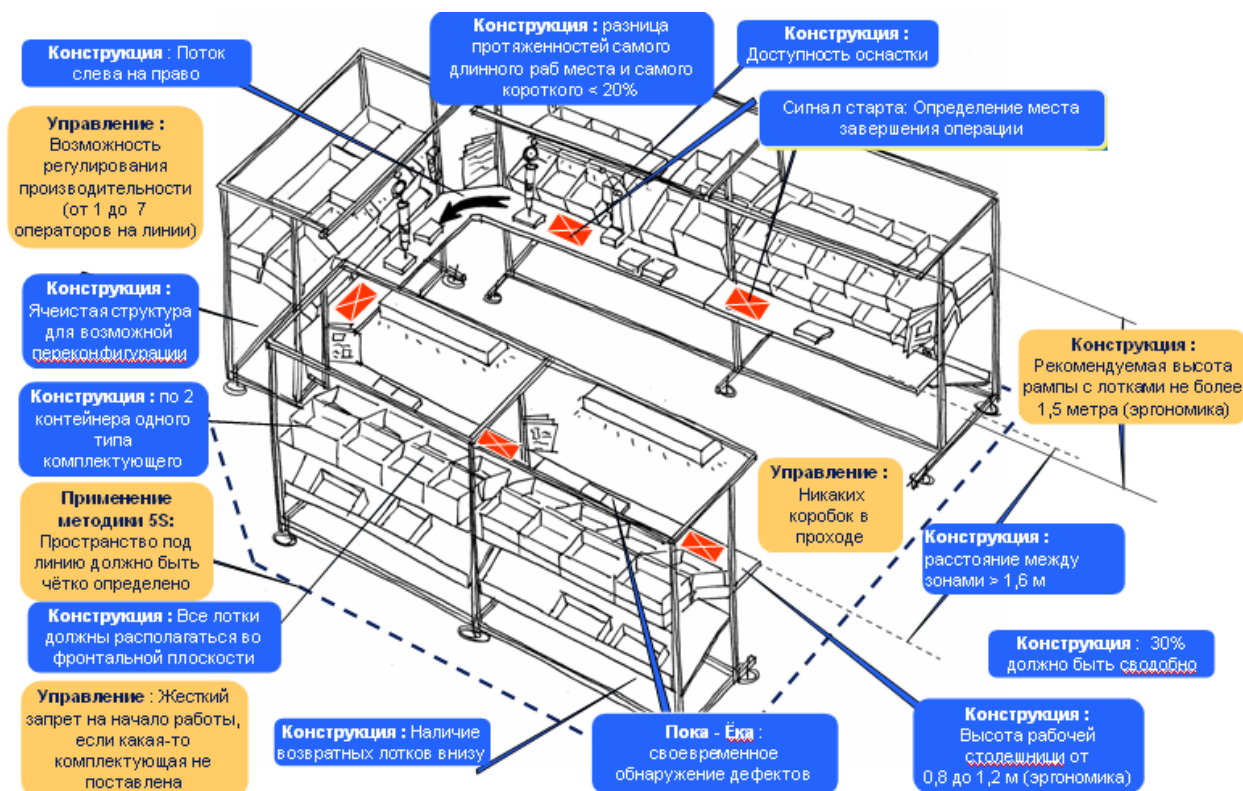 Конструкция : Поток
слева на право
Конструкция : разница
протяженностей самого
длинного раб места и самого
короткого < 20%
Конструкция :
Доступность оснастки
Сигнал старта: Определение места
завершения операции
Управление :
Возможность
регулирования
производительности
(от 1 до 7
операторов на линии)
Конструкция :
Ячеистая структура
для возможной
переконфигурации
Конструкция :
Рекомендуемая высота
рампы с лотками не более
1,5 метра (эргономика)
Конструкция : по 2
контейнера одного
типа
комплектующего
Управление :
Никаких
коробок в
проходе
Применение
методики 5S:
Пространство под
линию должно быть
чётко определено
Конструкция :
расстояние между
зонами > 1,6 м
Конструкция : Все лотки
должны располагаться во
фронтальной плоскости
Конструкция : 30%
должно быть сводобно
Управление : Жесткий
запрет на начало работы,
если какая-то
комплектующая не
поставлена
Конструкция : Наличие
возвратных лотков внизу
Пока - Ёка :
своевременное
обнаружение дефектов
Конструкция :
Высота рабочей
столешници от
0,8 до 1,2 м (эргономика)